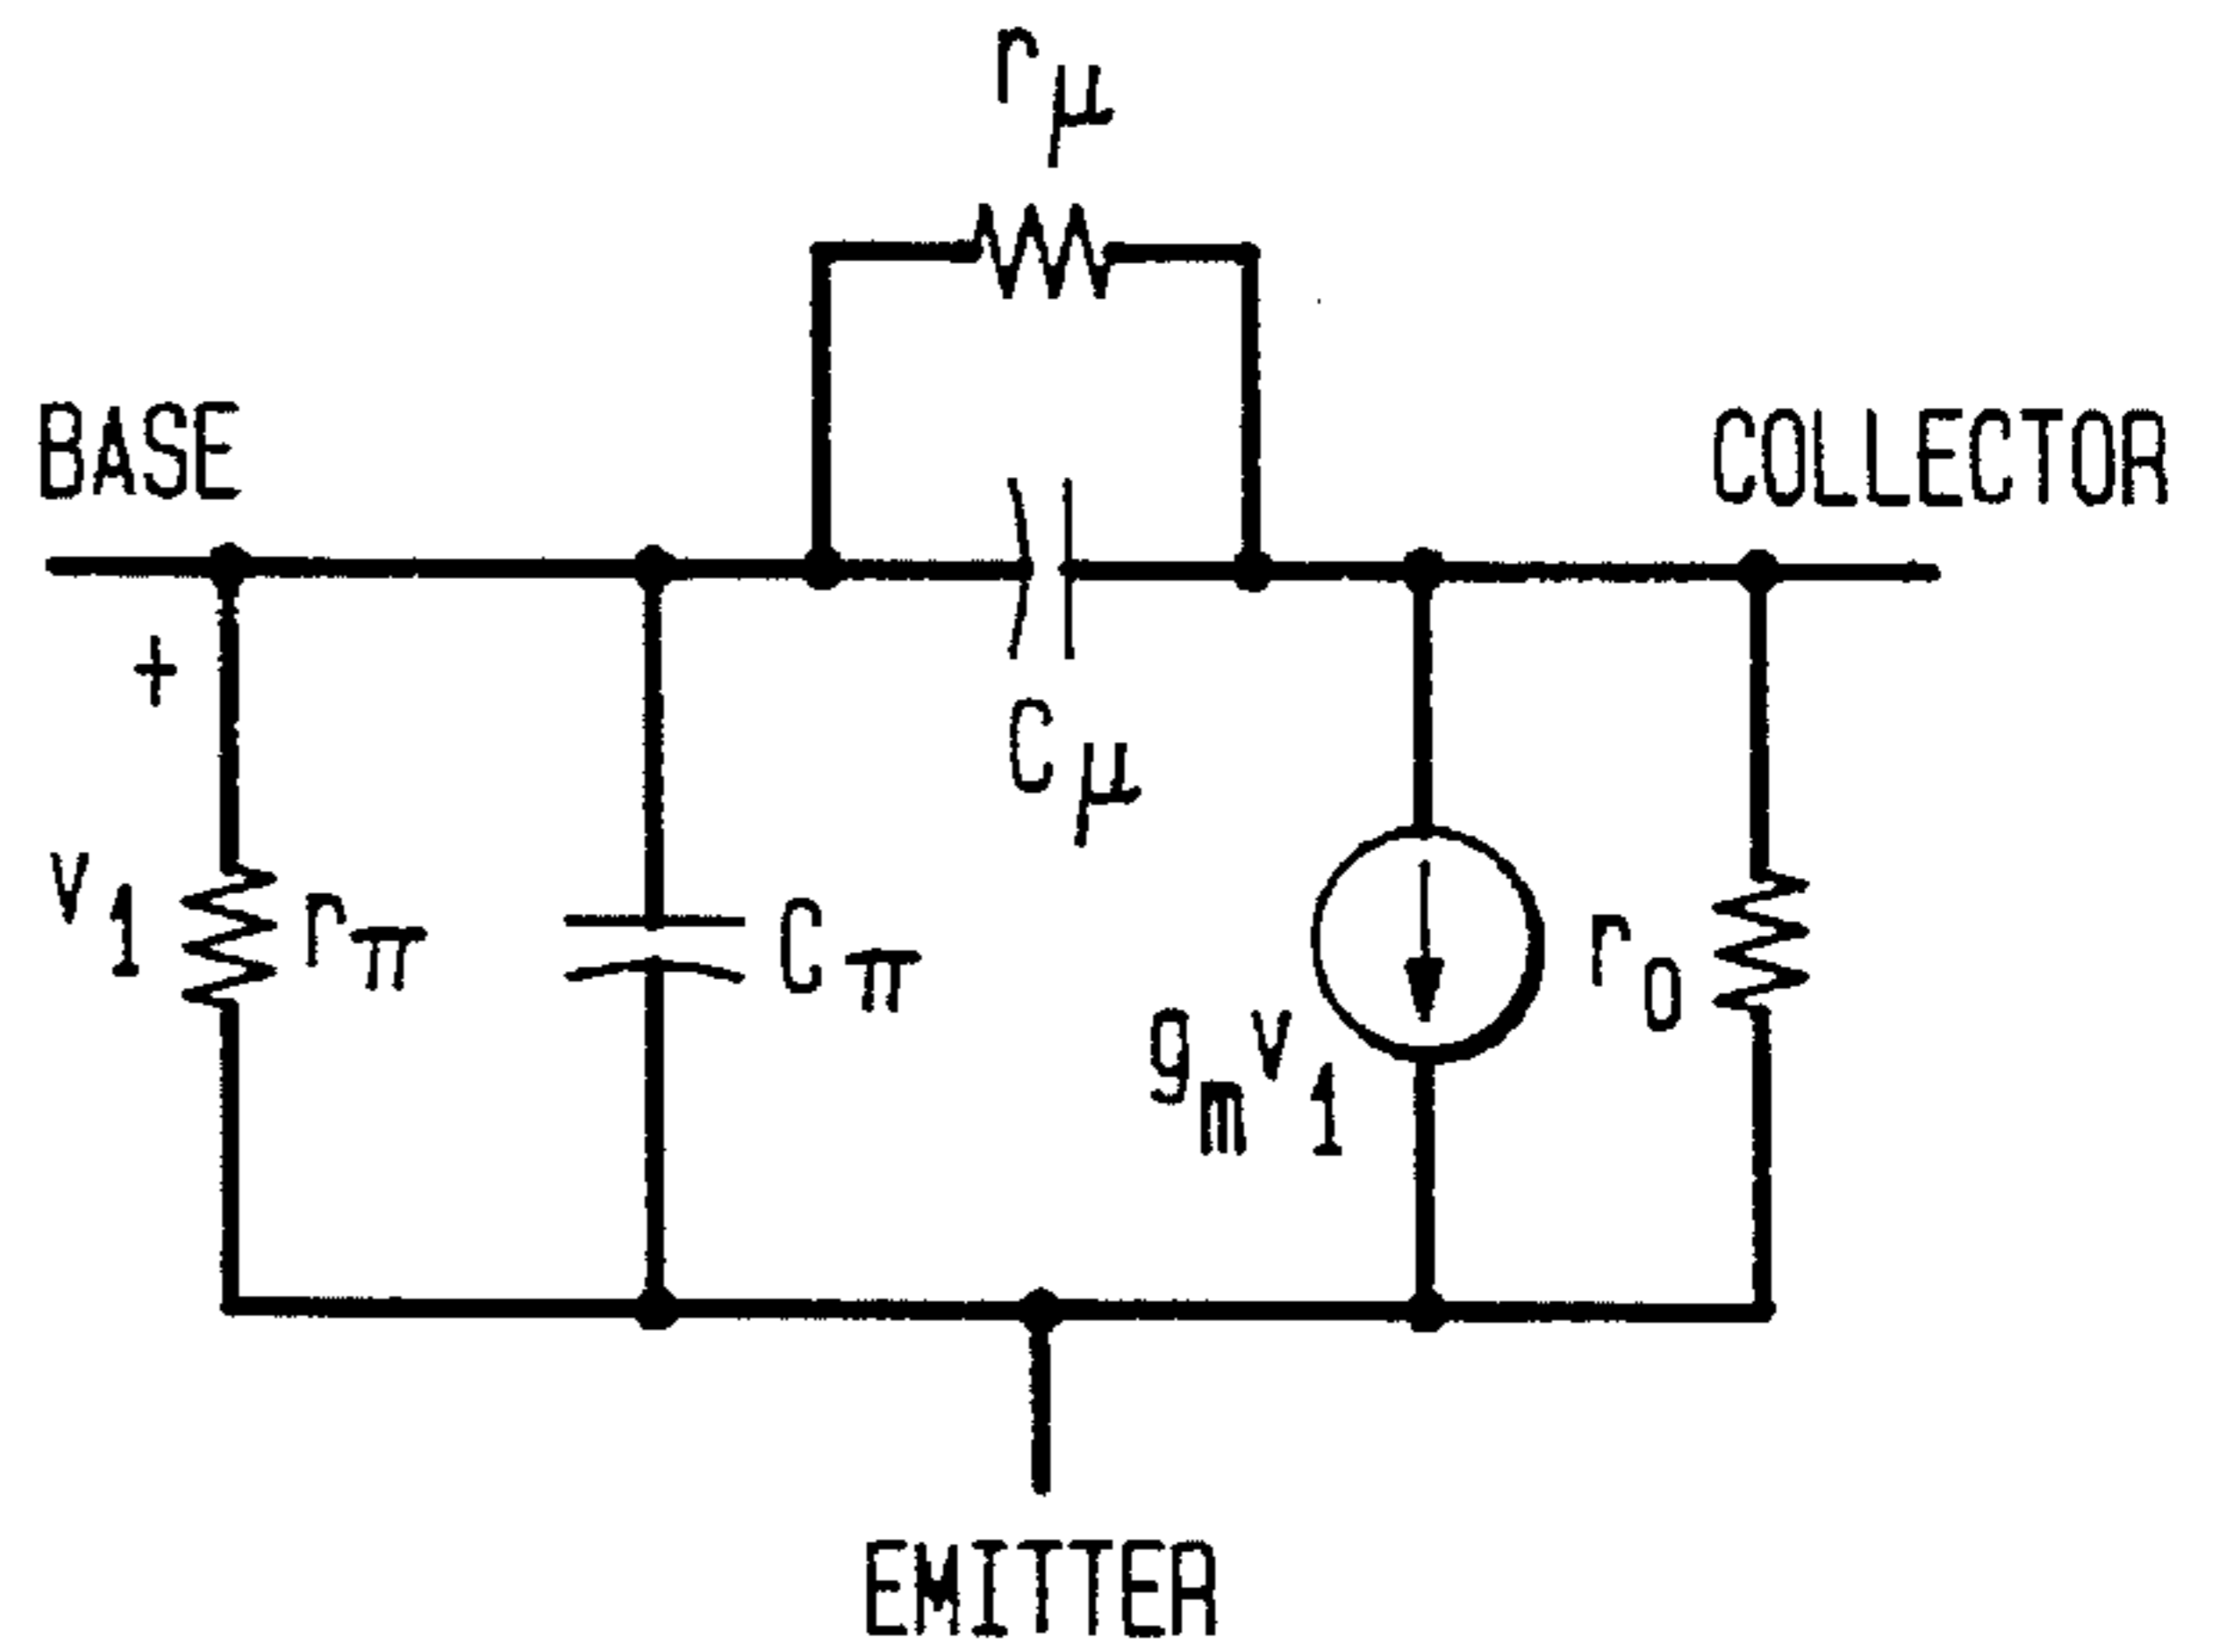 rμ
BASE
COLLECTOR
+
Cμ
v1
rπ
Cπ
gmv1
ro
EMITTER